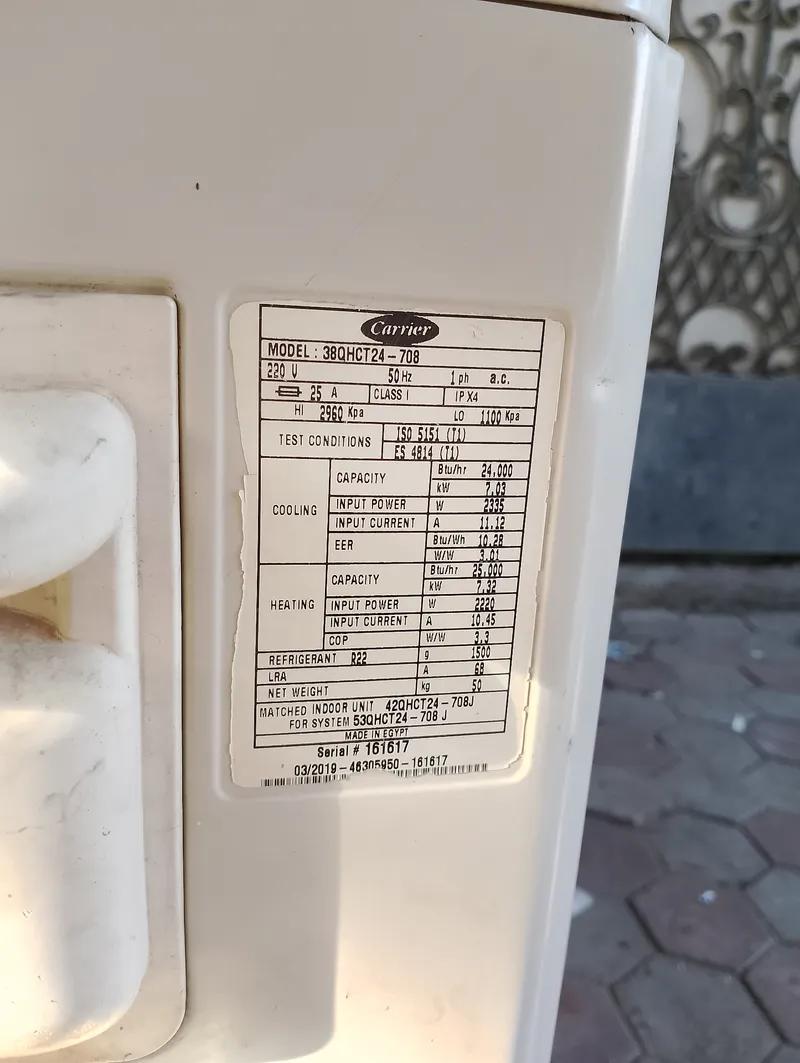 Carrier
MODEL : 38QHCT24-708
220 V 50 Hz 1 ph a.c.
25 A CLASS I IP X4
HI 2960 Kpa LO 1100 Kpa
TEST CONDITIONS ISO 5151 (T1)
ES 4814 (T1)
COOLING CAPACITY Btu/hr 24,000
kW 7.03
INPUT POWER W 2335
INPUT CURRENT A 11.12
EER Btu/Wh 10.28
W/W 3.01
HEATING CAPACITY Btu/hr 25,000
kW 7.32
INPUT POWER W 2220
INPUT CURRENT A 10.45
COP W/W 3.3
REFRIGERANT R22 g 1500
LRA A 68
NET WEIGHT kg 50
MATCHED INDOOR UNIT 42QHCT24-708J
FOR SYSTEM 53QHCT24-708 J
MADE IN EGYPT
Serial # 161617
03/2019-46305950-161617